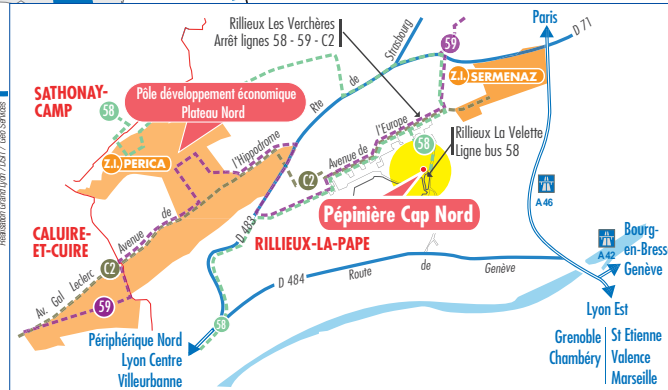 Rillieux Les Verchères
Arrêt lignes 58 - 59 - C2
Paris
D 71
Strasbourg
59
Z.I. SERMENAZ
SATHONAY-
CAMP
58
Pôle développement économique
Plateau Nord
Rte de
Z.I. PERICA
l'Hippodrome
Avenue de
l'Europe
Avenue de
58
Rillieux La Velette
Ligne bus 58
C2
Pépinière Cap Nord
A46
CALUIRE-
ET-CUIRE
D 483
RILLIEUX-LA-PAPE
Bourg-
en-Bresse
Genève
A42
C2
Av. Gal Leclerc
59
D 484 Route de Genève
58
Périphérique Nord
Lyon Centre
Villeurbanne
Lyon Est
Grenoble
Chambéry
St Etienne
Valence
Marseille